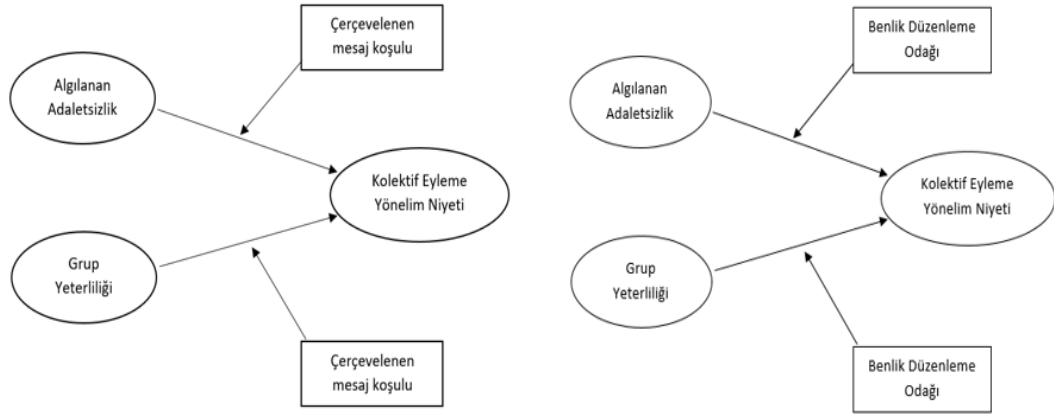 Çerçevelenen
mesaj koşulu
Algılanan
Adaletsizlik
Kolektif Eyleme
Yönelim Niyeti
Grup
Yeterliliği
Çerçevelenen
mesaj koşulu
Benlik Düzenleme
Odağı
Algılanan
Adaletsizlik
Kolektif Eyleme
Yönelim Niyeti
Grup
Yeterliliği
Benlik Düzenleme
Odağı